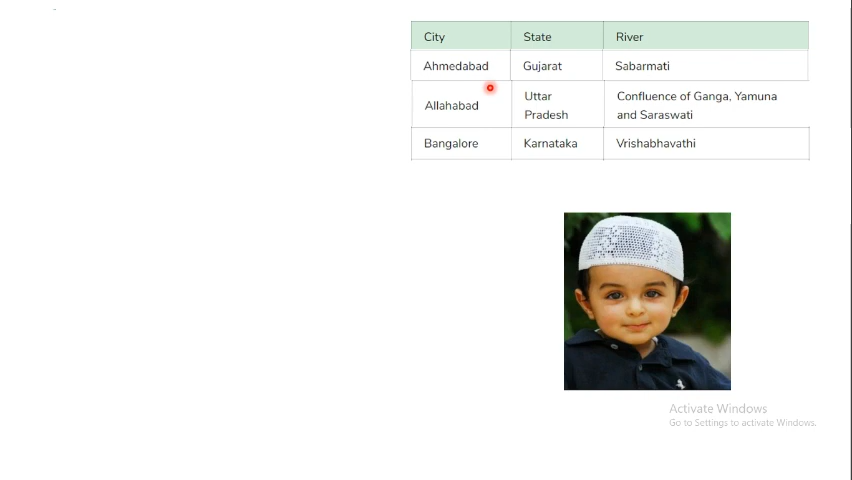 City State River
Ahmedabad Gujarat Sabarmati
Allahabad Uttar Pradesh Confluence of Ganga, Yamuna and Saraswati
Bangalore Karnataka Vrishabhavathi
Activate Windows
Go to Settings to activate Windows.